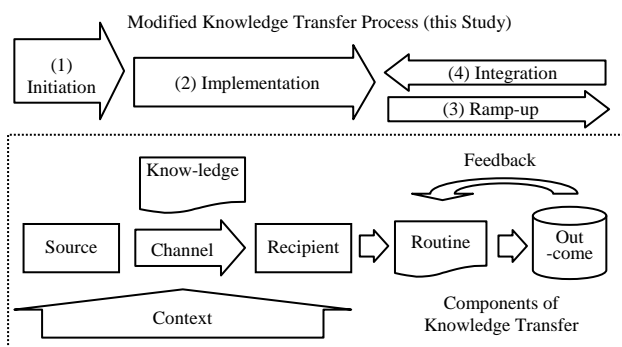 Modified Knowledge Transfer Process (this Study)
(1)
Initiation
(2) Implementation
(4) Integration
(3) Ramp-up
Feedback
Know-ledge
Source
Channel
Recipient
Routine
Out
-come
Context
Components of
Knowledge Transfer